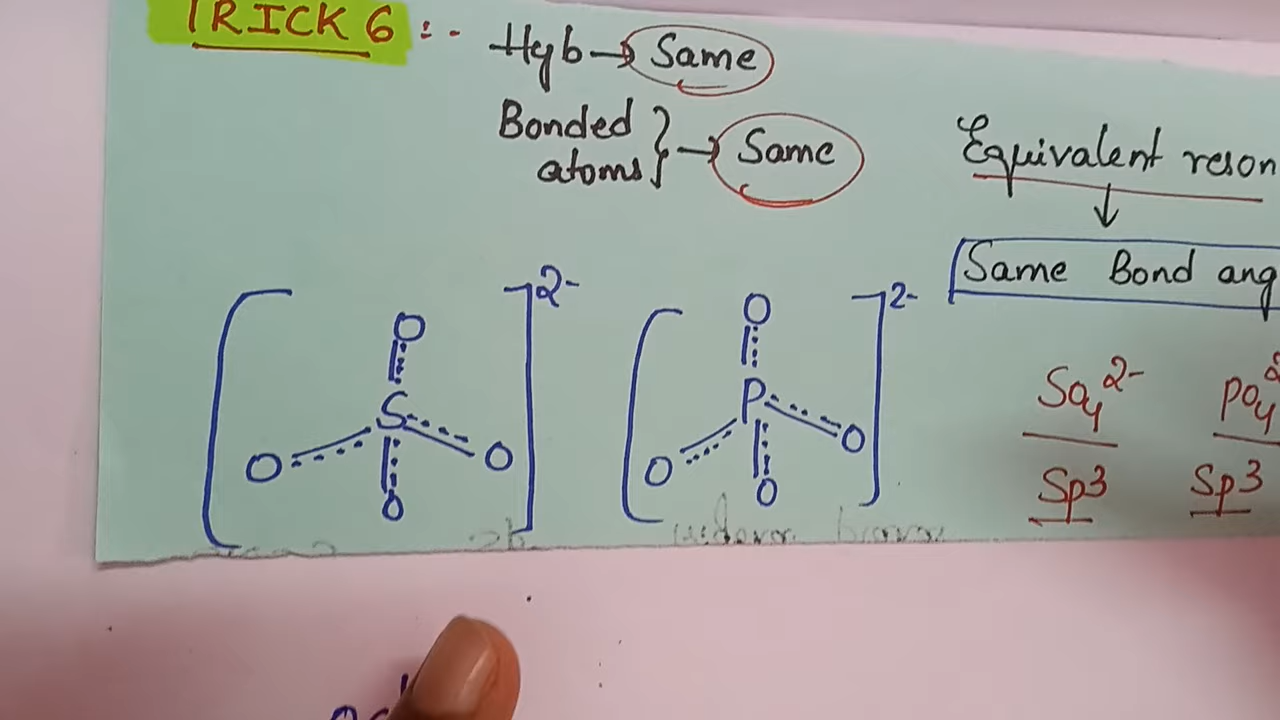 TRICK 6 :-
Hyb → Same
Bonded
atoms } → Same
Equivalent reson
Same Bond ang
[ O S O O O ]2-
[ O P O O O ]2-
So4 2- po4 2
Sp3 Sp3